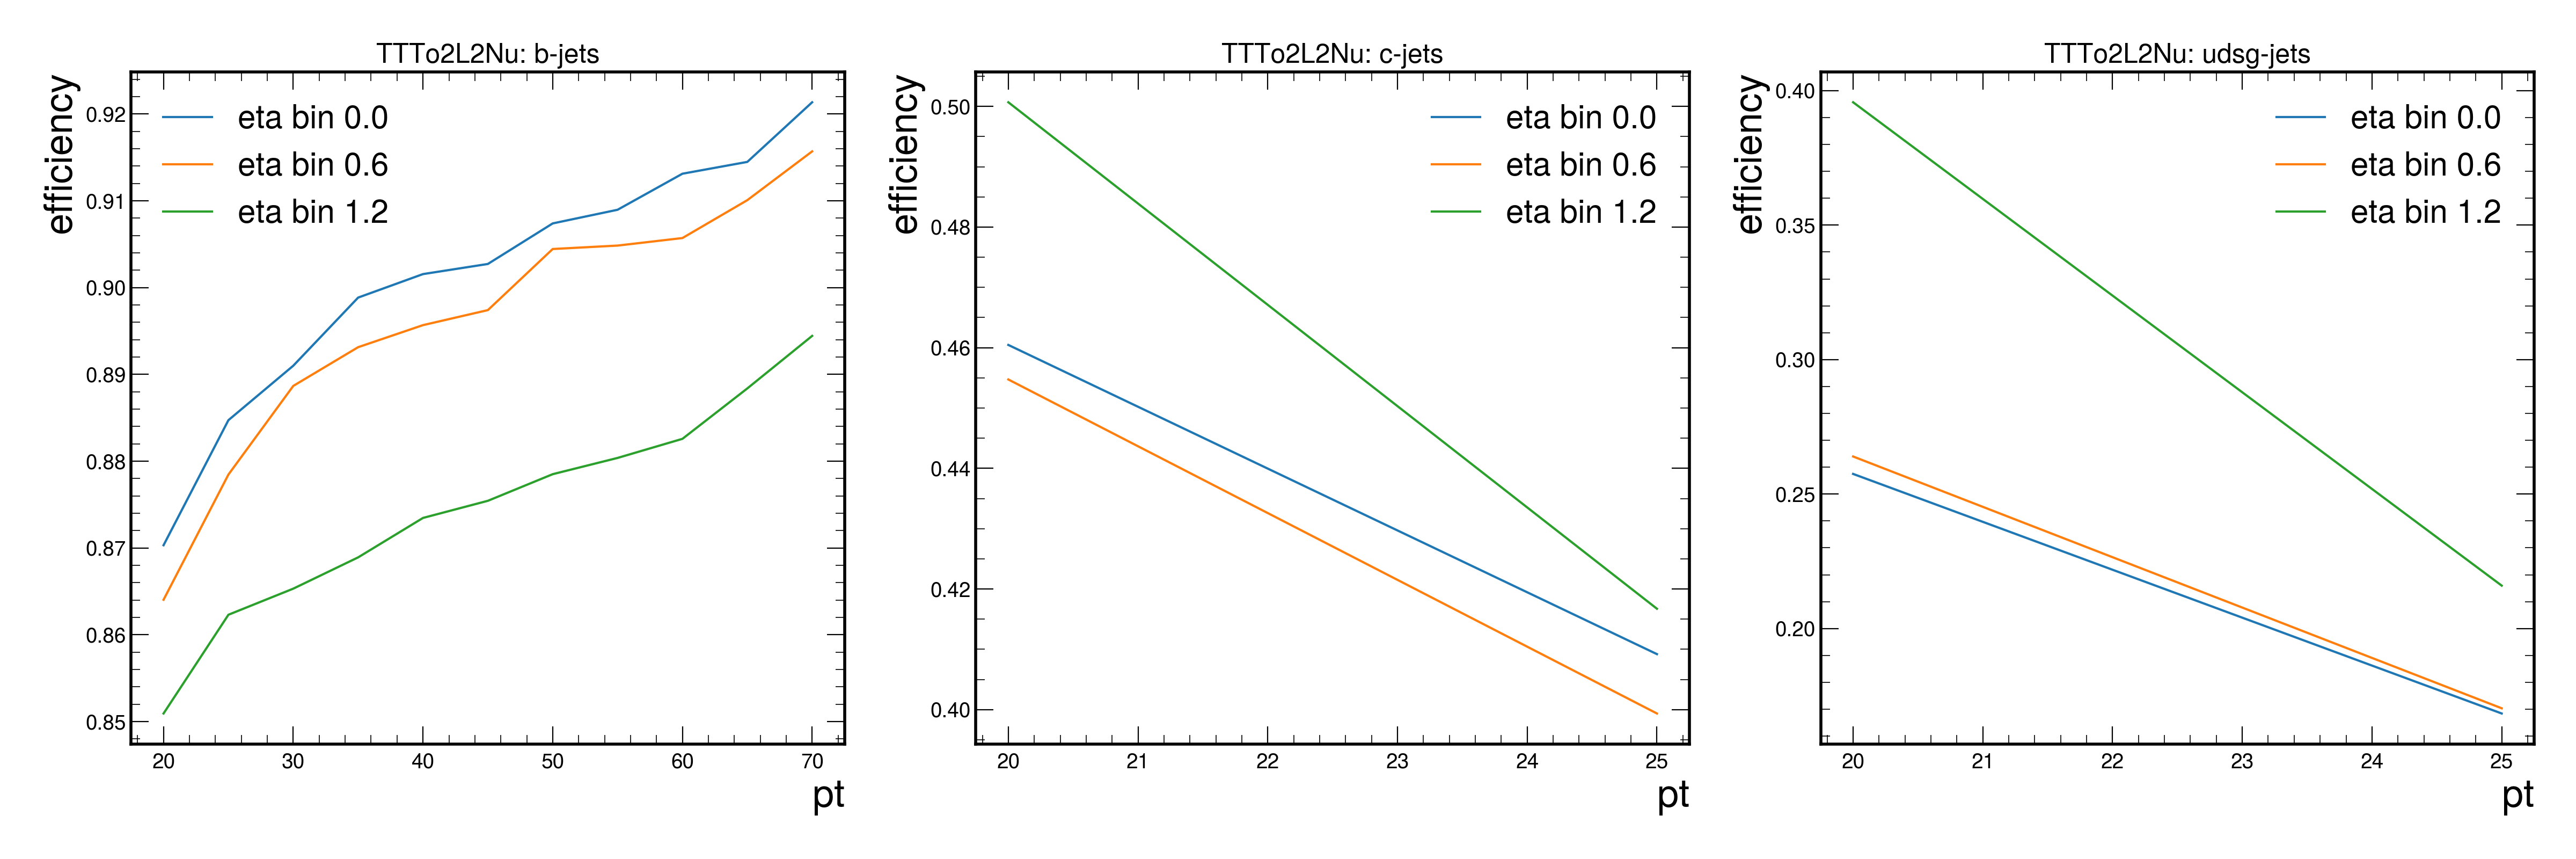 TTTo2L2Nu: b-jets
efficiency
0.92
0.91
0.90
0.89
0.88
0.87
0.86
0.85
eta bin 0.0
eta bin 0.6
eta bin 1.2
20 30 40 50 60 70
pt
TTTo2L2Nu: c-jets
efficiency
0.50
0.48
0.46
0.44
0.42
0.40
eta bin 0.0
eta bin 0.6
eta bin 1.2
20 21 22 23 24 25
pt
TTTo2L2Nu: udsg-jets
efficiency
0.40
0.35
0.30
0.25
0.20
eta bin 0.0
eta bin 0.6
eta bin 1.2
20 21 22 23 24 25
pt